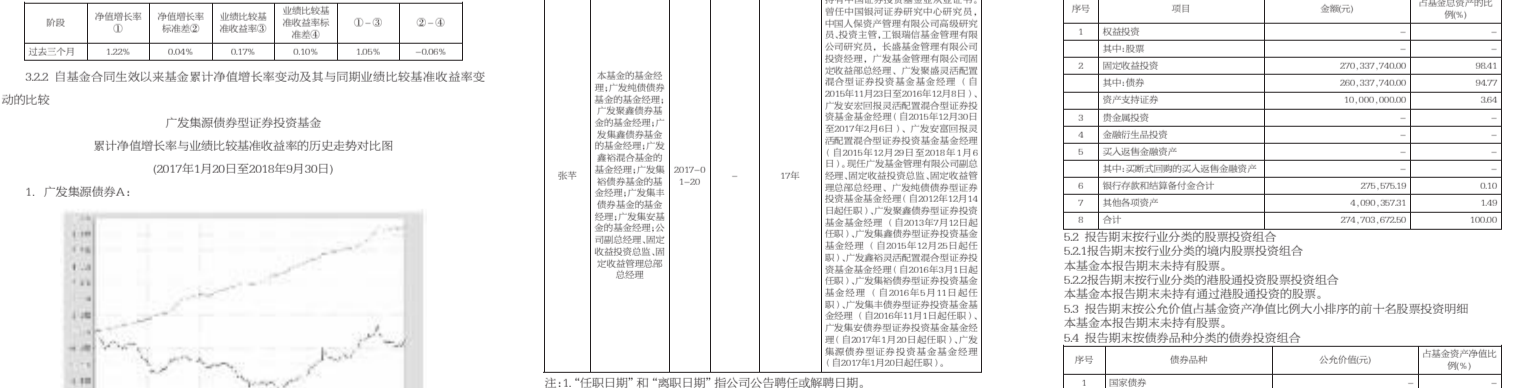 阶段 净值增长率① 净值增长率标准差② 业绩比较基准收益率③ 业绩比较基准收益率标准差④ ①-③ ②-④
过去三个月 1.22% 0.04% 0.17% 0.10% 1.05% -0.06%
3.2.2 自基金合同生效以来基金累计净值增长率变动及其与同期业绩比较基准收益率变
动的比较
广发集源债券型证券投资基金
累计净值增长率与业绩比较基准收益率的历史走势对比图
(2017年1月20日至2018年9月30日)
1. 广发集源债券A:
张芊
本基金的基金经
理;广发纯债债券
基金的基金经理;
广发聚鑫债券基
金的基金经理;广
发集鑫债券基金
的基金经理;广发
鑫裕混合基金的
基金经理;广发集
裕债券基金的基
金经理;广发集丰
债券基金的基金
经理;广发集安基
金的基金经理;公
司副总经理、固定
收益投资总监、固
定收益管理总部
总经理
2017-0
1-20
-
17年
曾任中国银河证券研究中心研究员,
中国人保资产管理有限公司高级研究
员、投资主管,工银瑞信基金管理有限
公司研究员, 长盛基金管理有限公司
投资经理, 广发基金管理有限公司固
定收益部总经理、广发聚盛灵活配置
混合型证券投资基金基金经理(自
2015年11月23日至2016年12月8日)、
广发安宏回报灵活配置混合型证券投
资基金基金经理(自2015年12月30日
至2017年2月6日)、广发安富回报灵
活配置混合型证券投资基金基金经理
(自2015年12月29日至2018年1月6
日)。现任广发基金管理有限公司副总
经理、固定收益投资总监、固定收益管
理总部总经理、广发纯债债券型证券
投资基金基金经理(自2012年12月14
日起任职)、广发聚鑫债券型证券投资
基金基金经理(自2013年7月12日起
任职)、广发集鑫债券型证券投资基金
基金经理(自2015年12月25日起任
职)、广发鑫裕灵活配置混合型证券投
资基金基金经理(自2016年3月1日起
任职)、广发集裕债券型证券投资基金
基金经理(自2016年5月11日起任
职)、广发集丰债券型证券投资基金基
金经理(自2016年11月1日起任职)、
广发集安债券型证券投资基金基金经
理(自2017年1月20日起任职)、广发
集源债券型证券投资基金基金经理
(自2017年1月20日起任职)。
注:1.“任职日期”和“离职日期”指公司公告聘任或解聘日期。
序号 项目 金额(元) 占基金总资产的比例(%)
1 权益投资 - -
其中:股票 - -
2 固定收益投资 270,337,740.00 98.41
其中:债券 260,337,740.00 94.77
资产支持证券 10,000,000.00 3.64
3 贵金属投资 - -
4 金融衍生品投资 - -
5 买入返售金融资产 - -
其中:买断式回购的买入返售金融资产 - -
6 银行存款和结算备付金合计 275,575.19 0.10
7 其他各项资产 4,090,357.31 1.49
8 合计 274,703,672.50 100.00
5.2 报告期末按行业分类的股票投资组合
5.2.1报告期末按行业分类的境内股票投资组合
本基金本报告期末未持有股票。
5.2.2报告期末按行业分类的港股通投资股票投资组合
本基金本报告期末未持有通过港股通投资的股票。
5.3 报告期末按公允价值占基金资产净值比例大小排序的前十名股票投资明细
本基金本报告期末未持有股票。
5.4 报告期末按债券品种分类的债券投资组合
序号 债券品种 公允价值(元) 占基金资产净值比例(%)
1 国家债券 - -